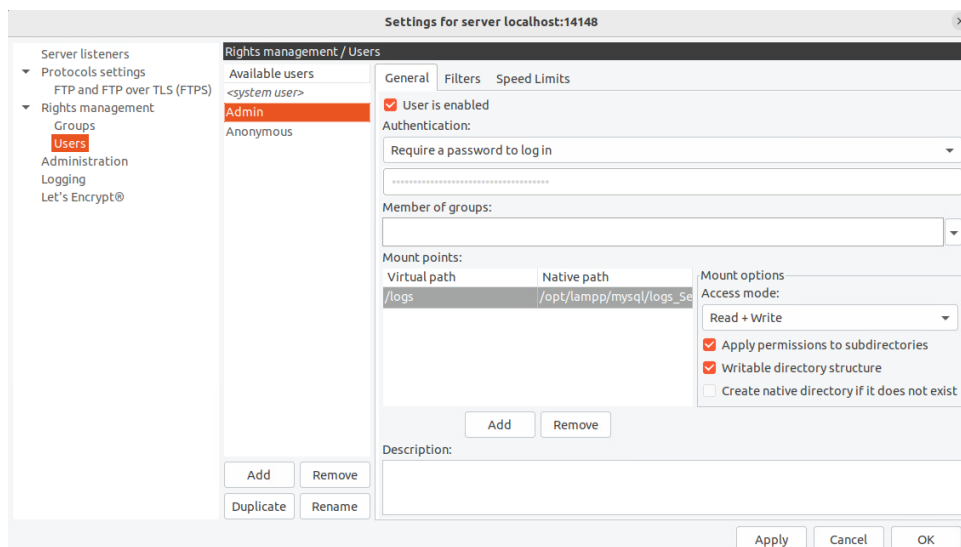 Settings for server localhost:14148
Server listeners
Protocols settings
FTP and FTP over TLS (FTPS)
Rights management
Groups
Users
Administration
Logging
Let's Encrypt®
Rights management / Users
Available users
<system user>
Admin
Anonymous
Add Remove
Duplicate Rename
General Filters Speed Limits
User is enabled
Authentication:
Require a password to log in
Member of groups:
Mount points:
Virtual path Native path
/logs /opt/lampp/mysql/logs_Se
Mount options
Access mode:
Read + Write
Apply permissions to subdirectories
Writable directory structure
Create native directory if it does not exist
Add Remove
Description:
Apply Cancel OK